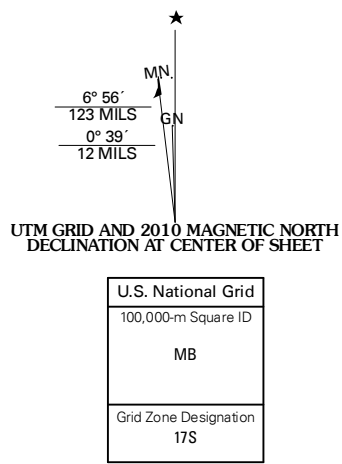 MN.
6° 56´
123 MILS
GN
0° 39´
12 MILS
UTM GRID AND 2010 MAGNETIC NORTH
DECLINATION AT CENTER OF SHEET
U.S. National Grid
100,000-m Square ID
MB
Grid Zone Designation
17S